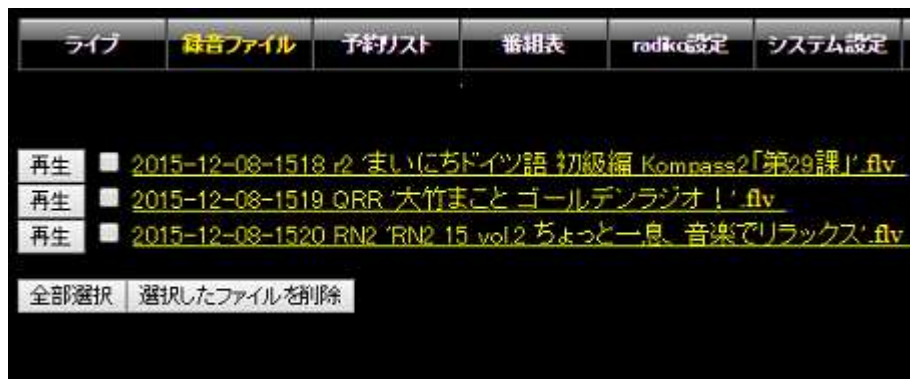 ライブ 録音ファイル 予約リスト 番組表 radiko設定 システム設定
再生 2015-12-08-1518 r2 'まいにちドイツ語 初級編 Kompass2「第29課」'.flv
再生 2015-12-08-1519 QRR '大竹まこと ゴールデンラジオ！'.flv
再生 2015-12-08-1520 RN2 'RN2 15 vol.2 ちょっと一息、音楽でリラックス'.flv
全部選択 選択したファイルを削除